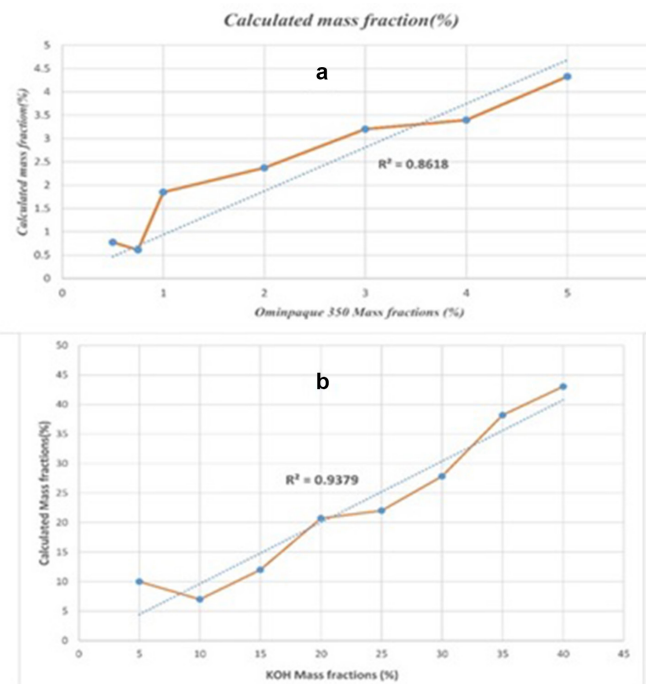 Calculated mass fraction(%)
a
Calculated mass fraction(%)
5
4.5
4
3.5
3
2.5
2
1.5
1
0.5
0
R² = 0.8618
0 1 2 3 4 5
Ominpaque 350 Mass fractions (%)
b
Calculated Mass fractions(%)
50
45
40
35
30
25
20
15
10
5
0
R² = 0.9379
0 5 10 15 20 25 30 35 40 45
KOH Mass fractions (%)